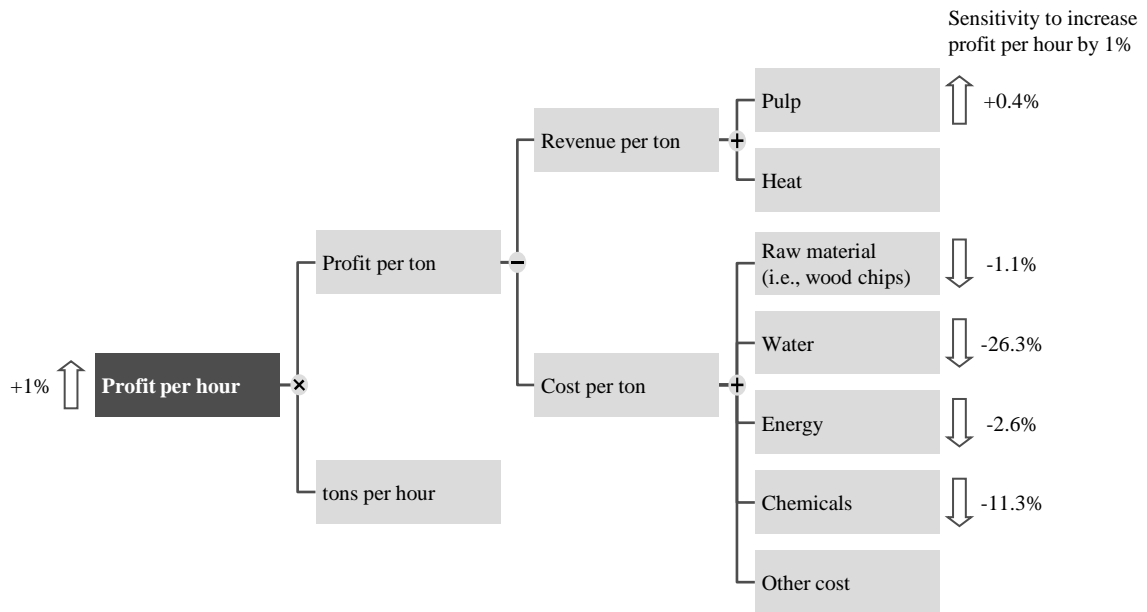 Sensitivity to increase
profit per hour by 1%
Pulp
+0.4%
Revenue per ton
+
Heat
Profit per ton
−
Raw material
(i.e., wood chips)
-1.1%
Water
-26.3%
+1%
Profit per hour
×
Cost per ton
+
Energy
-2.6%
tons per hour
Chemicals
-11.3%
Other cost